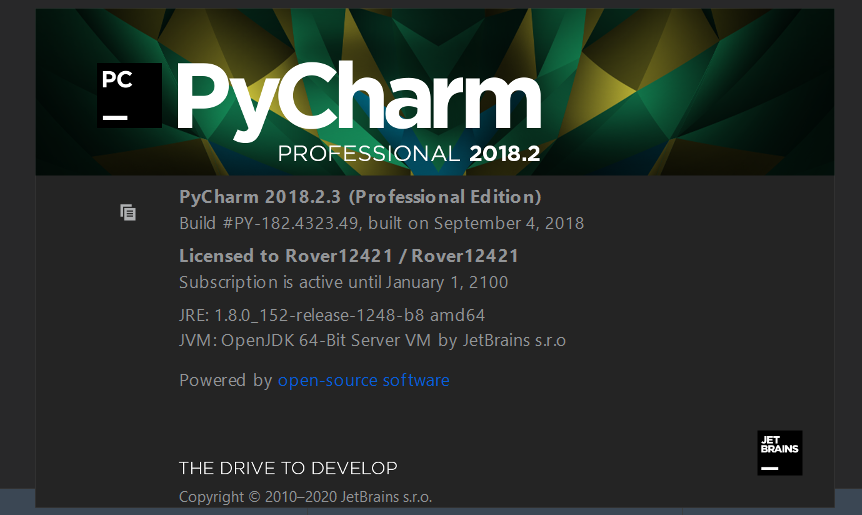 PC
PyCharm
PROFESSIONAL 2018.2
PyCharm 2018.2.3 (Professional Edition)
Build #PY-182.4323.49, built on September 4, 2018
Licensed to Rover12421 / Rover12421
Subscription is active until January 1, 2100
JRE: 1.8.0_152-release-1248-b8 amd64
JVM: OpenJDK 64-Bit Server VM by JetBrains s.r.o
Powered by open-source software
JET
BRAINS
THE DRIVE TO DEVELOP
Copyright © 2010–2020 JetBrains s.r.o.